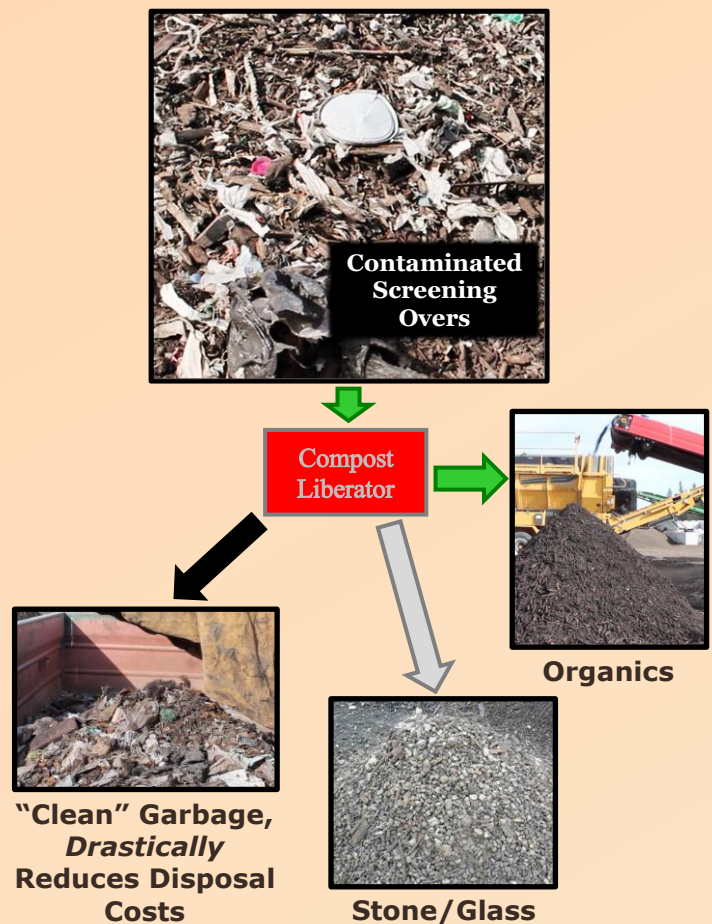 Contaminated
Screening
Overs
Compost
Liberator
Organics
“Clean” Garbage,
Drastically
Reduces Disposal
Costs
Stone/Glass